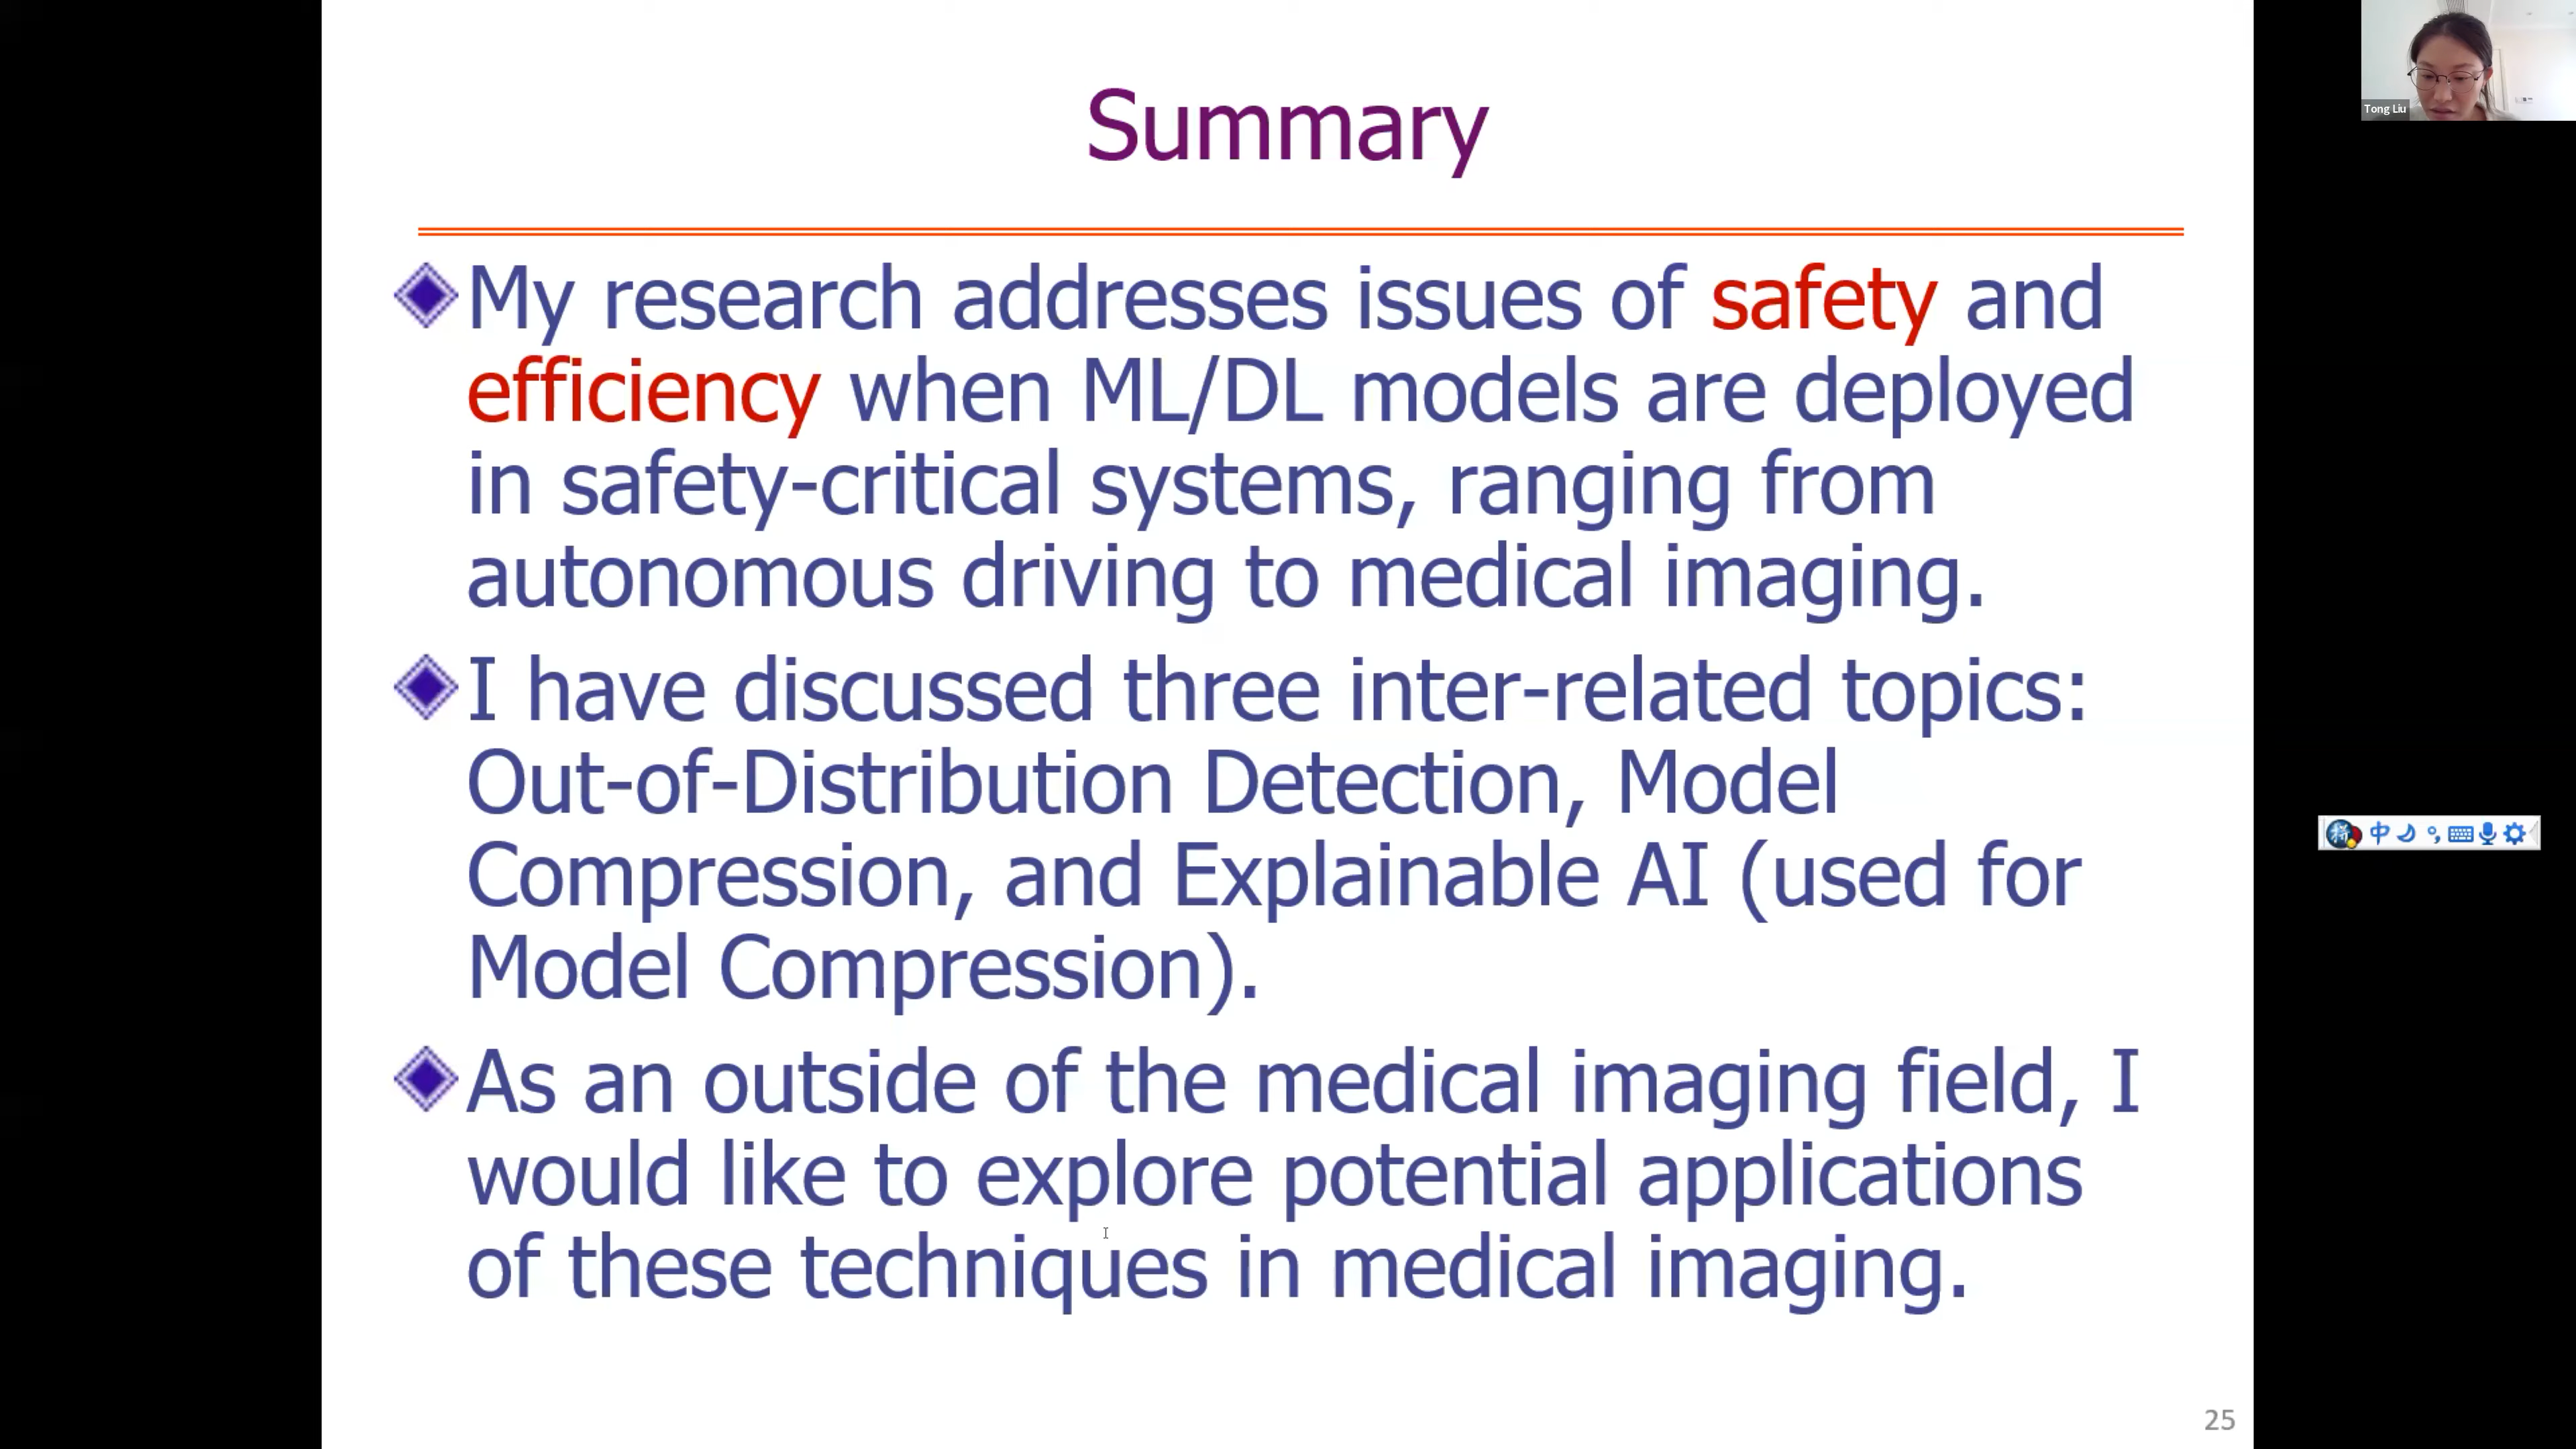 Summary
My research addresses issues of safety and
efficiency when ML/DL models are deployed
in safety-critical systems, ranging from
autonomous driving to medical imaging.
I have discussed three inter-related topics:
Out-of-Distribution Detection, Model
Compression, and Explainable AI (used for
Model Compression).
As an outside of the medical imaging field, I
would like to explore potential applications
of these techniques in medical imaging.
25
Tong Liu
拼 中